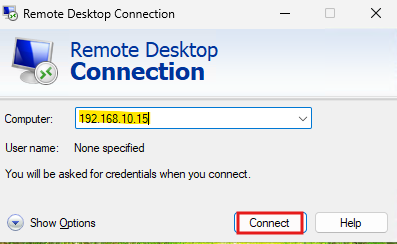 Remote Desktop Connection
Remote Desktop
Connection
Computer: 192.168.10.15
User name: None specified
You will be asked for credentials when you connect.
Show Options Connect Help